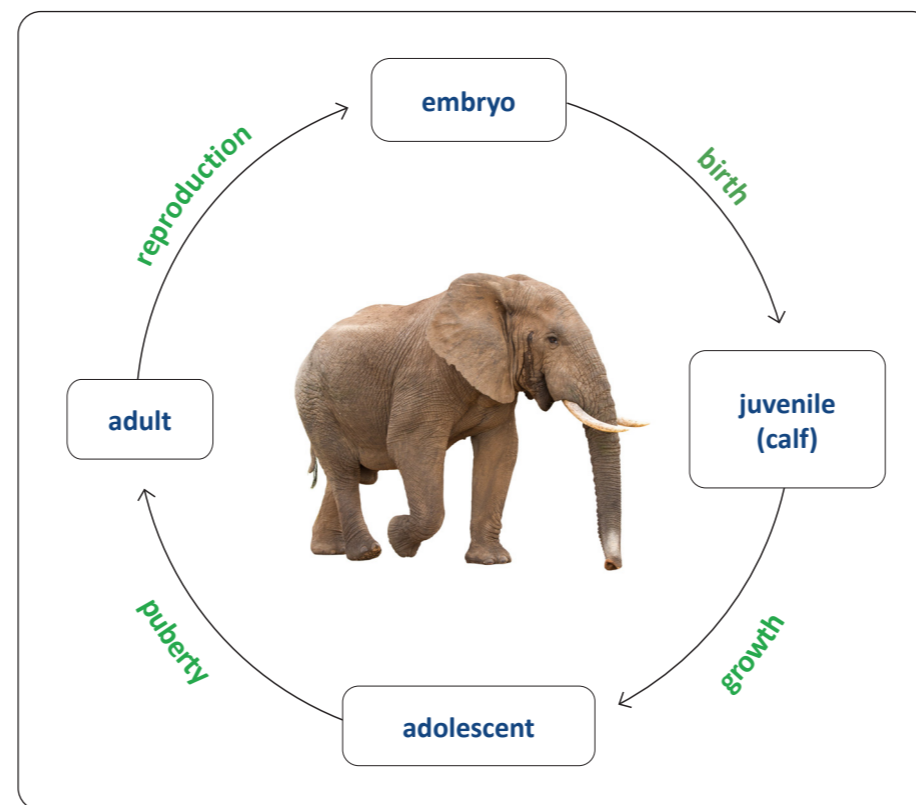 embryo
birth
juvenile
(calf)
growth
adolescent
puberty
adult
reproduction